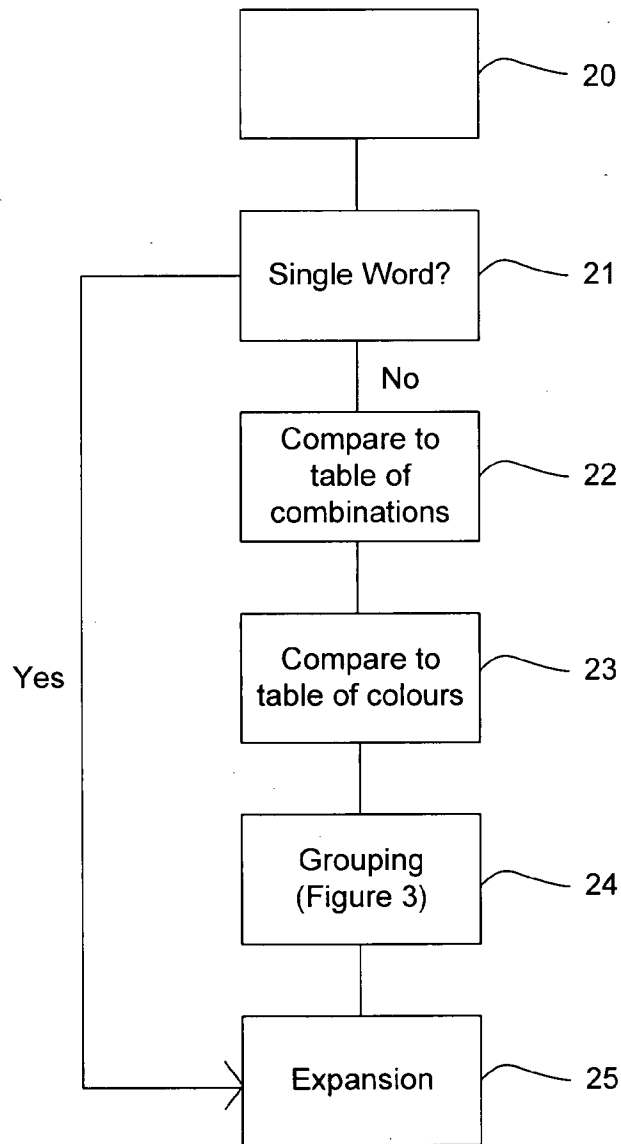 20
Single Word?
21
No
Compare to
table of
combinations
22
Yes
Compare to
table of colours
23
Grouping
(Figure 3)
24
Expansion
25